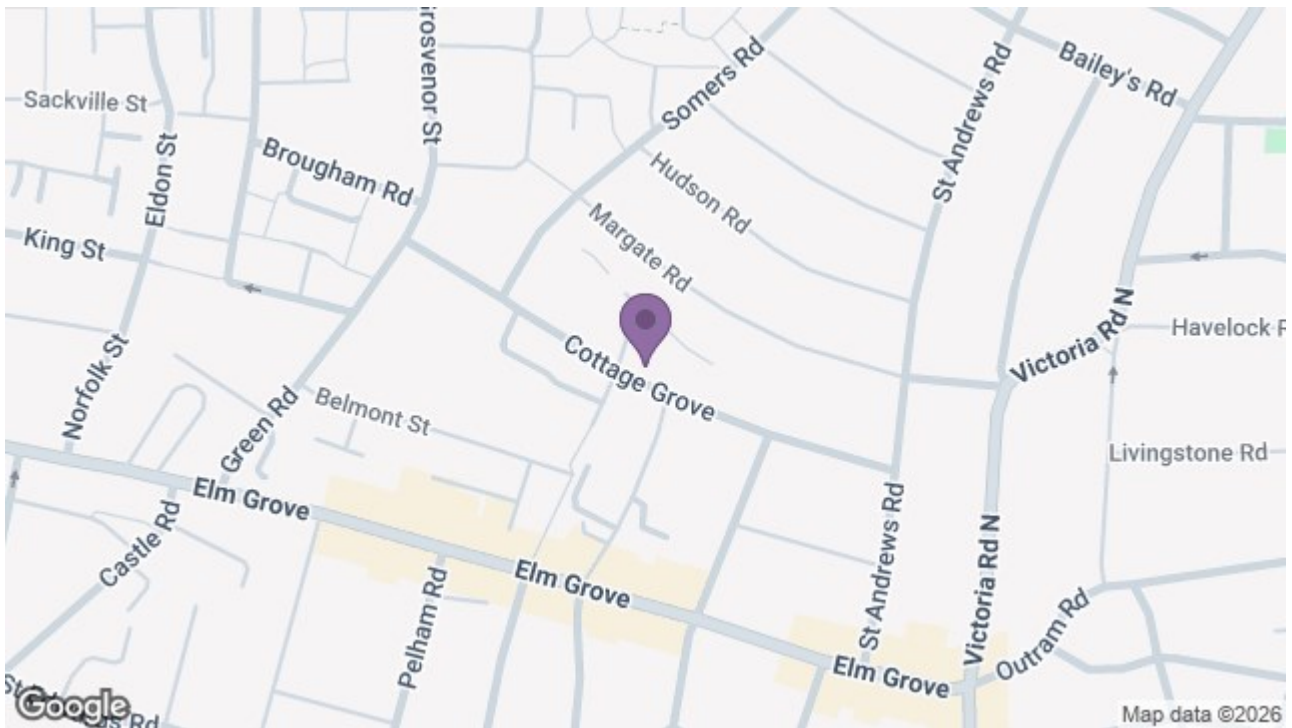 Grosvenor St
Somers Rd
Bailey's Rd
Sackville St
St Andrews Rd
Brougham Rd
Hudson Rd
Eldon St
Margate Rd
King St
Victoria Rd N
Havelock R
Norfolk St
Cottage Grove
Belmont St
Green Rd
Livingstone Rd
Elm Grove
Castle Rd
St Andrews Rd
Victoria Rd N
Elm Grove
Pelham Rd
Outram Rd
Elm Grove
Rd
Google
Map data ©2026